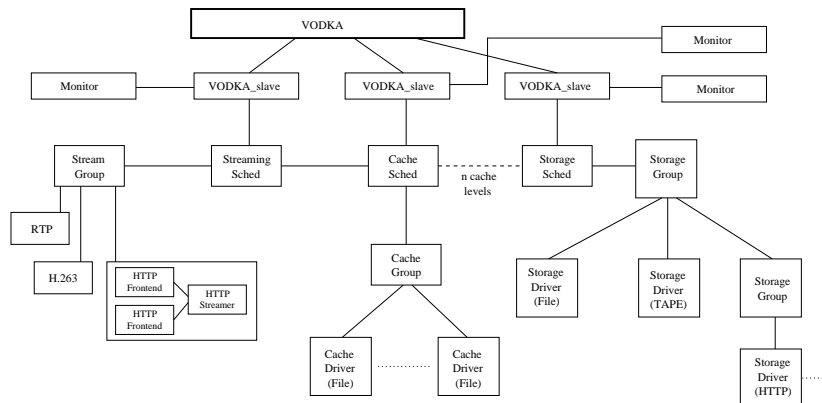 VODKA
Monitor
Monitor
VODKA_slave
VODKA_slave
VODKA_slave
Monitor
Stream
Group
Streaming
Sched
Cache
Sched
n cache
levels
Storage
Sched
Storage
Group
RTP
H.263
HTTP
Frontend
HTTP
Streamer
HTTP
Frontend
Cache
Group
Storage
Driver
(File)
Storage
Driver
(TAPE)
Storage
Group
Cache
Driver
(File)
Cache
Driver
(File)
Storage
Driver
(HTTP)